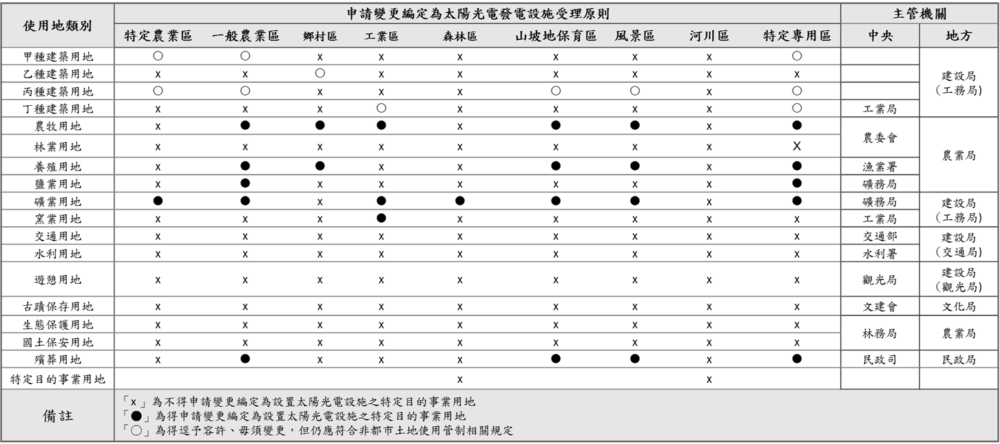 使用地類別 申請變更編定為太陽光電發電設施受理原則 主管機關
特定農業區 一般農業區 鄉村區 工業區 森林區 山坡地保育區 風景區 河川區 特定專用區 中央 地方
甲種建築用地 ○ ○ x x x x x x ○
乙種建築用地 x x ○ x x x x x x
建設局
(工務局)
丙種建築用地 ○ ○ x x x ○ ○ x ○
丁種建築用地 x x x ○ x x x x ○ 工業局
農牧用地 x ● ● ● x ● ● x ● 農委會
林業用地 x x x x x x x x X
農業局
養殖用地 x ● ● x x ● ● x ● 漁業署
鹽業用地 x ● x x x x x x ● 礦務局
礦業用地 ● ● x ● ● ● ● x ● 礦務局 建設局
(工務局)
窯業用地 x x x ● x x x x x 工業局
交通用地 x x x x x x x x x 交通部 建設局
(交通局)
水利用地 x x x x x x x x x 水利署
遊憩用地 x x x x x x x x x 觀光局 建設局
(觀光局)
古蹟保存用地 x x x x x x x x x 文建會 文化局
生態保護用地 x x x x x x x x x 林務局 農業局
國土保安用地 x x x x x x x x x
殯葬用地 x ● x x x ● ● x ● 民政司 民政局
特定目的事業用地 x x
備註
「x」為不得申請變更編定為設置太陽光電設施之特定目的事業用地
「●」為得申請變更編定為設置太陽光電設施之特定目的事業用地
「○」為得逕予容許、毋須變更，但仍應符合非都市土地使用管制相關規定